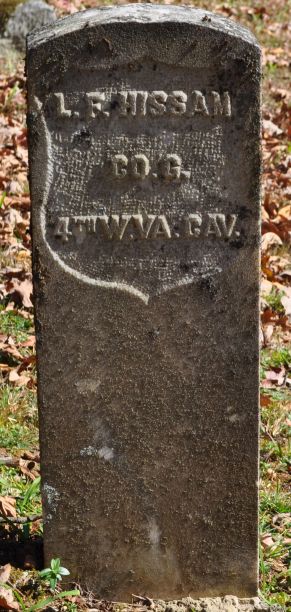 L. F. HISSAM
CO. G.
4TH W.VA. CAV.